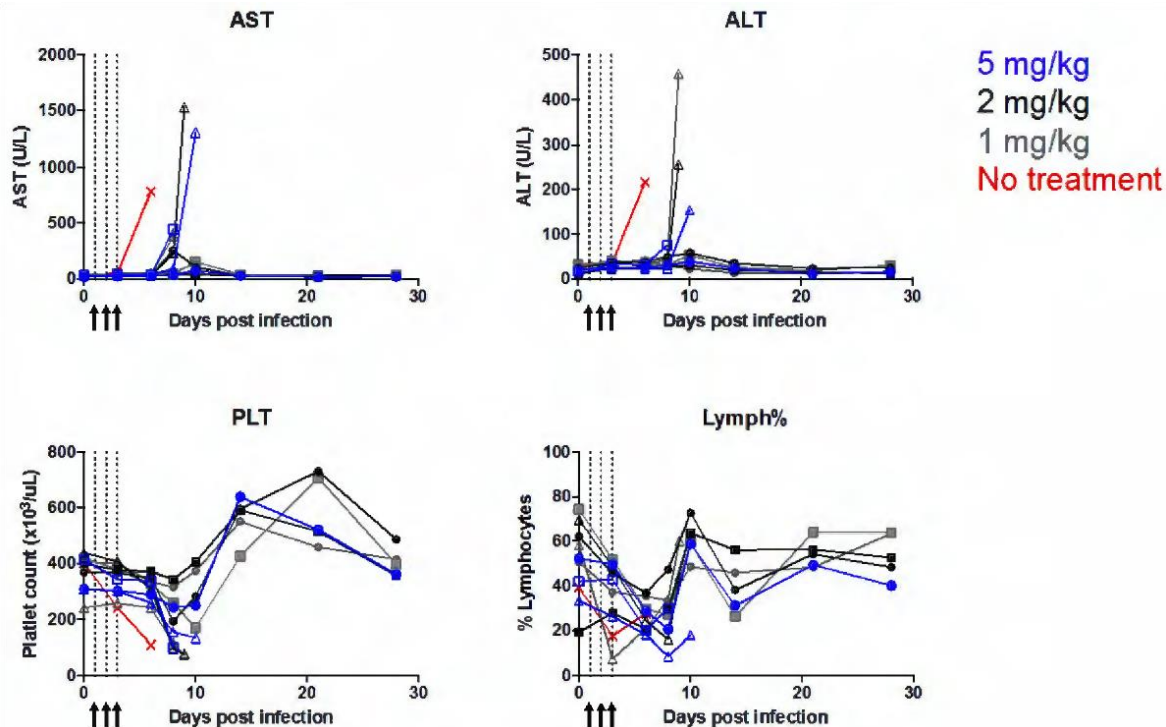 AST
AST (U/L)
2000
1500
1000
500
0
0 10 20 30
Days post infection
ALT
ALT (U/L)
500
400
300
200
100
0
0 10 20 30
Days post infection
5 mg/kg
2 mg/kg
1 mg/kg
No treatment
PLT
Platlet count (x10³/uL)
800
600
400
200
0
0 10 20 30
Days post infection
Lymph%
% Lymphocytes
100
80
60
40
20
0
0 10 20 30
Days post infection